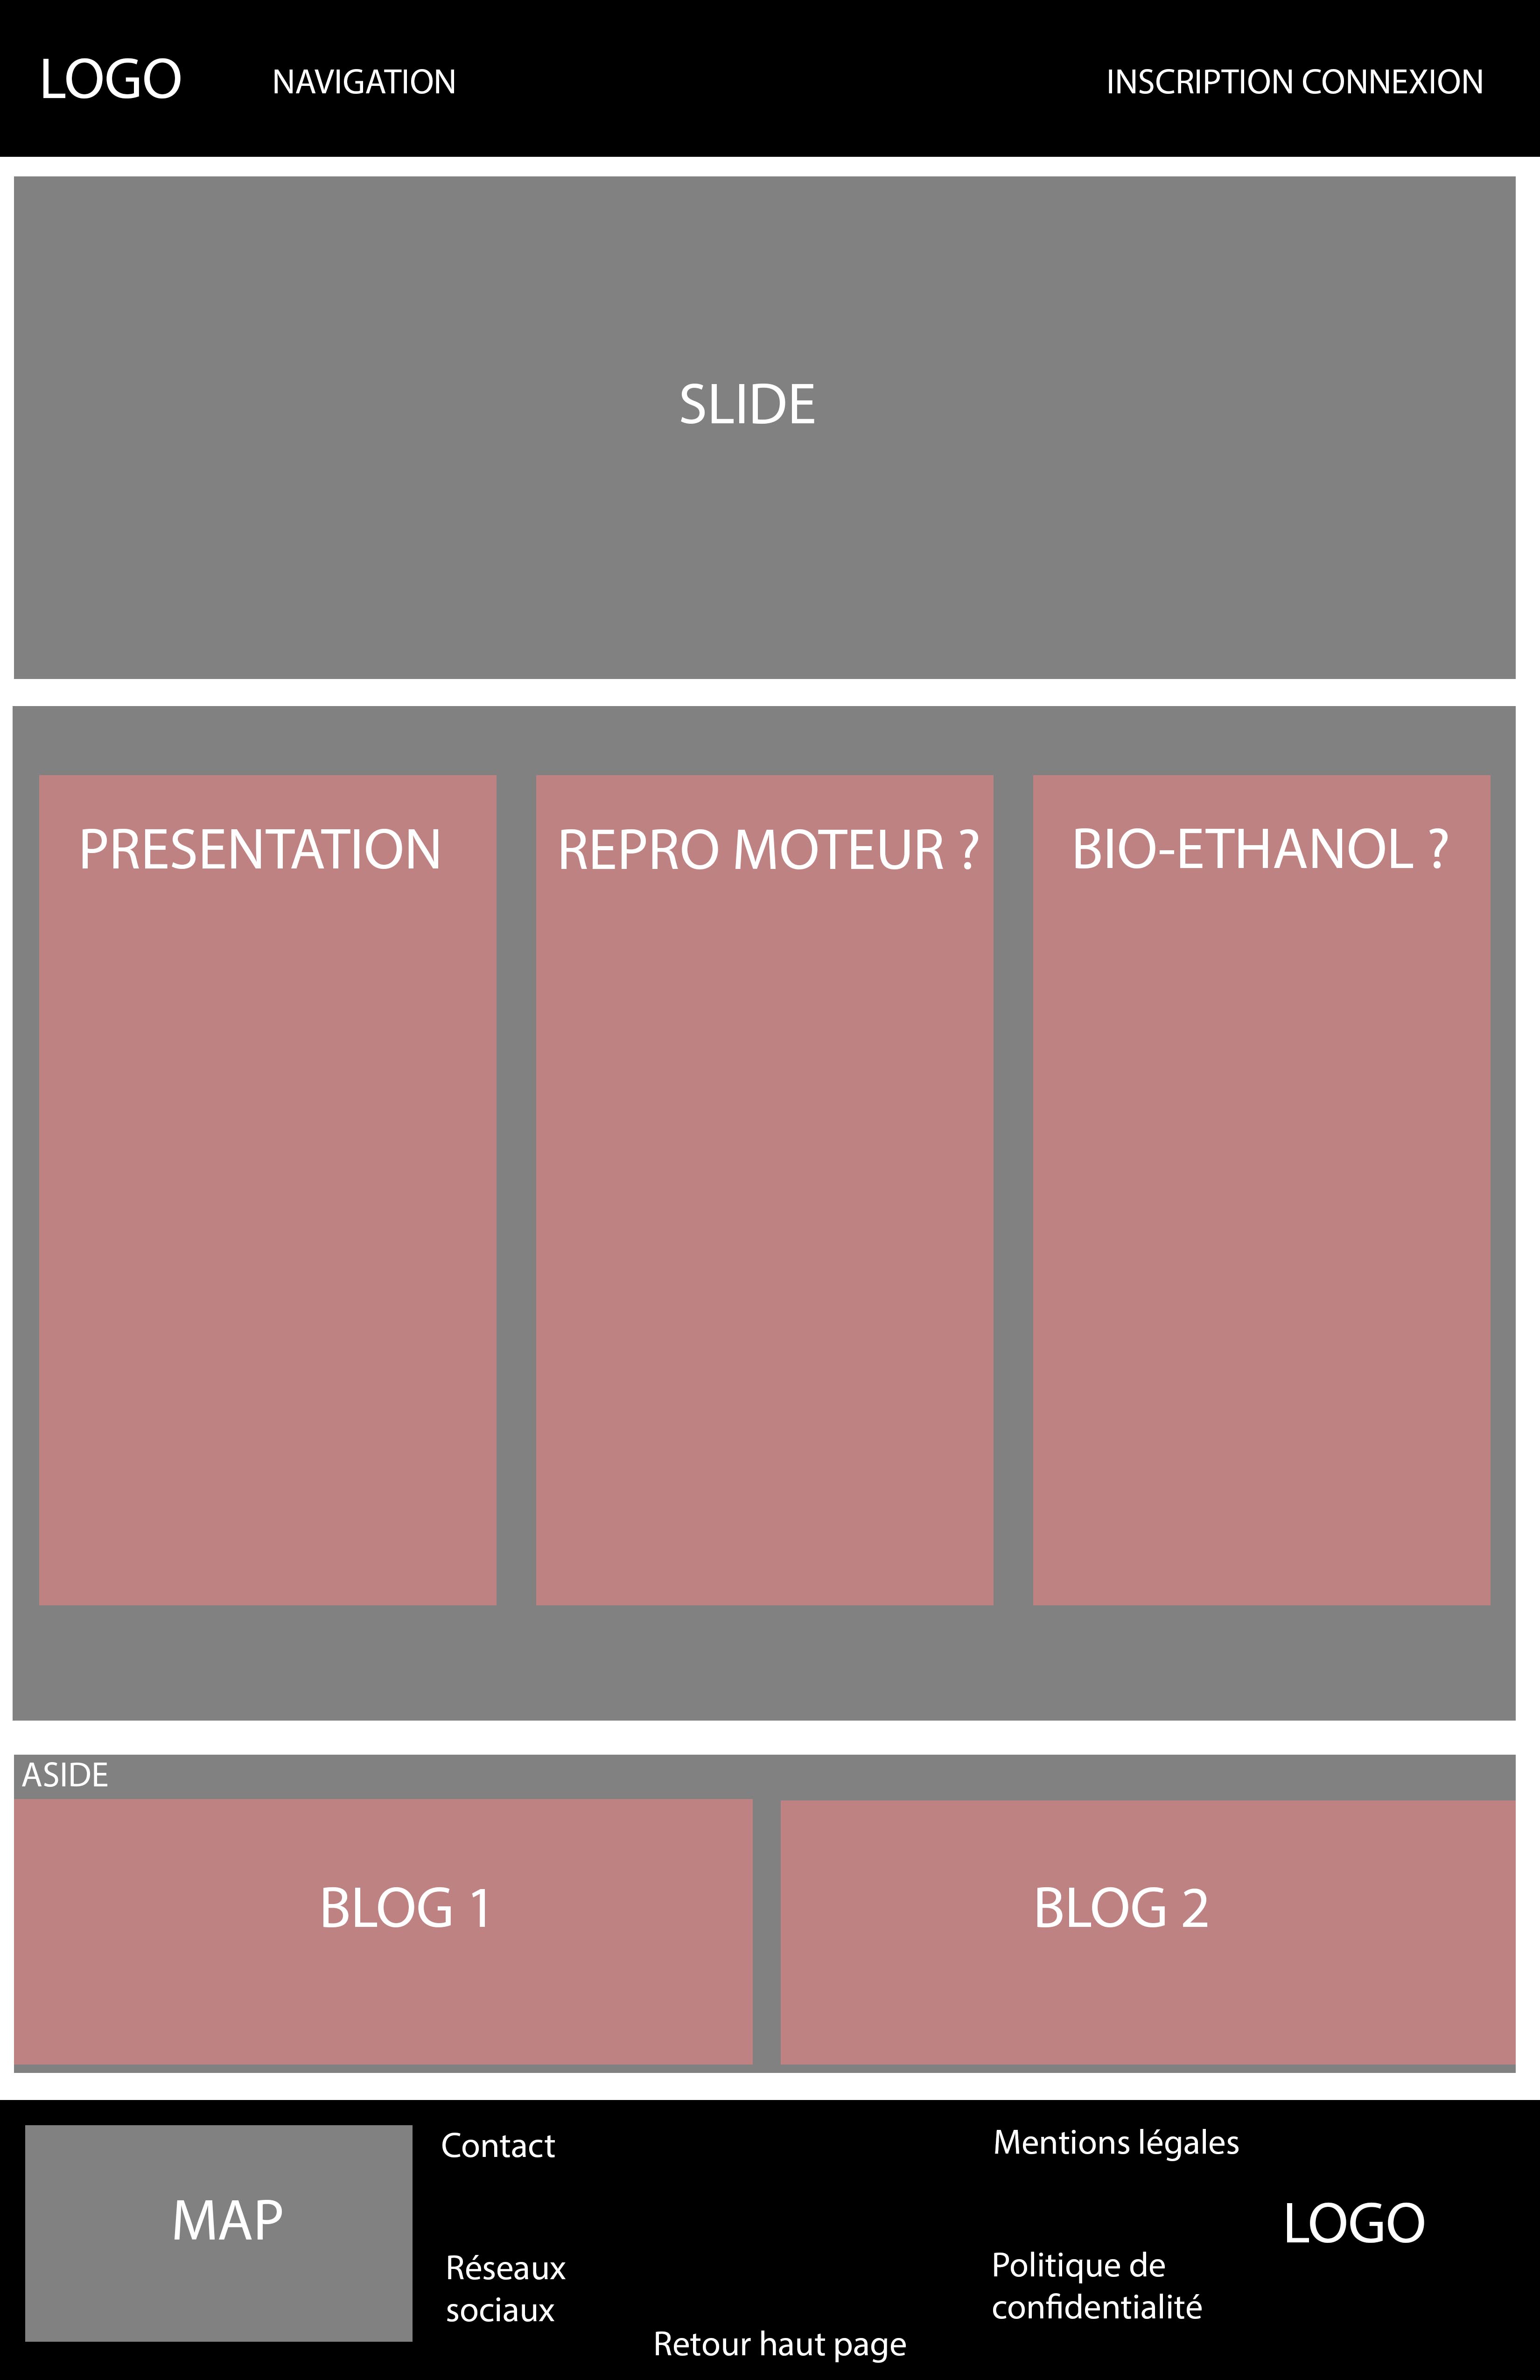 LOGO
NAVIGATION
INSCRIPTION CONNEXION
SLIDE
PRESENTATION
REPRO MOTEUR ?
BIO-ETHANOL ?
ASIDE
BLOG 1
BLOG 2
MAP
Contact
Réseaux
sociaux
Retour haut page
Mentions légales
Politique de
confidentialité
LOGO